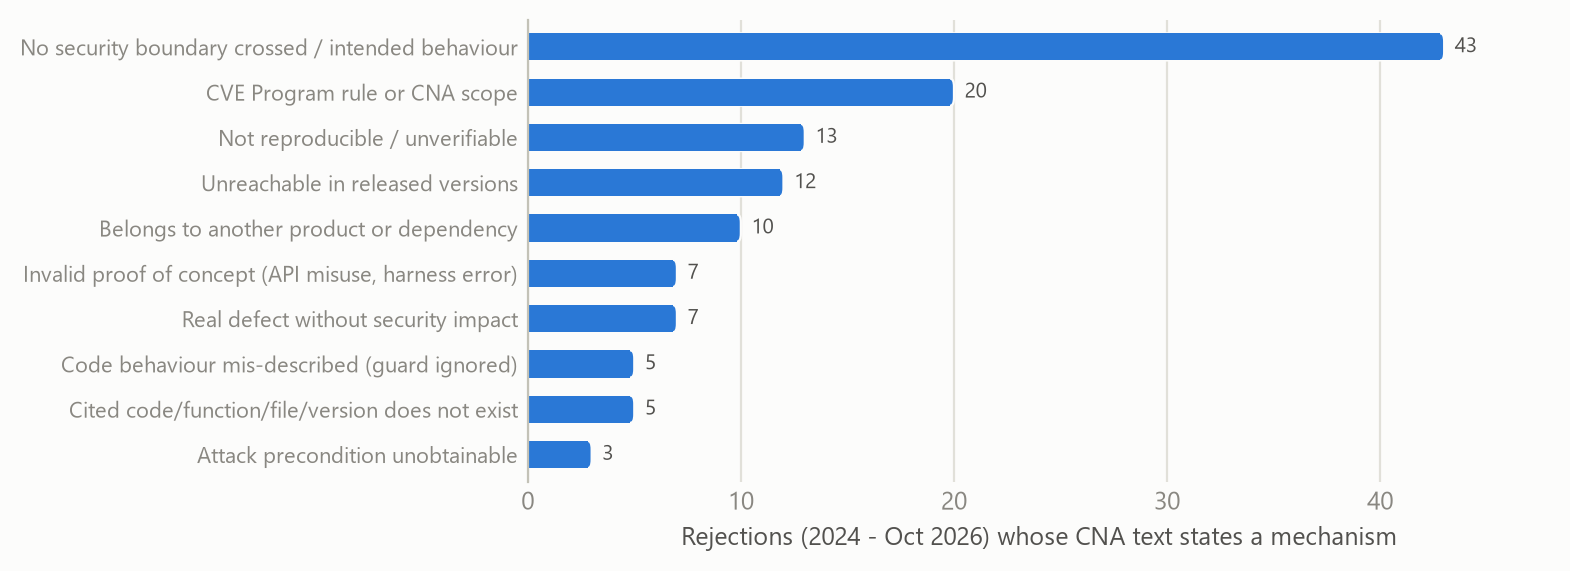 No security boundary crossed / intended behaviour 43
CVE Program rule or CNA scope 20
Not reproducible / unverifiable 13
Unreachable in released versions 12
Belongs to another product or dependency 10
Invalid proof of concept (API misuse, harness error) 7
Real defect without security impact 7
Code behaviour mis-described (guard ignored) 5
Cited code/function/file/version does not exist 5
Attack precondition unobtainable 3
0 10 20 30 40
Rejections (2024 - Oct 2026) whose CNA text states a mechanism